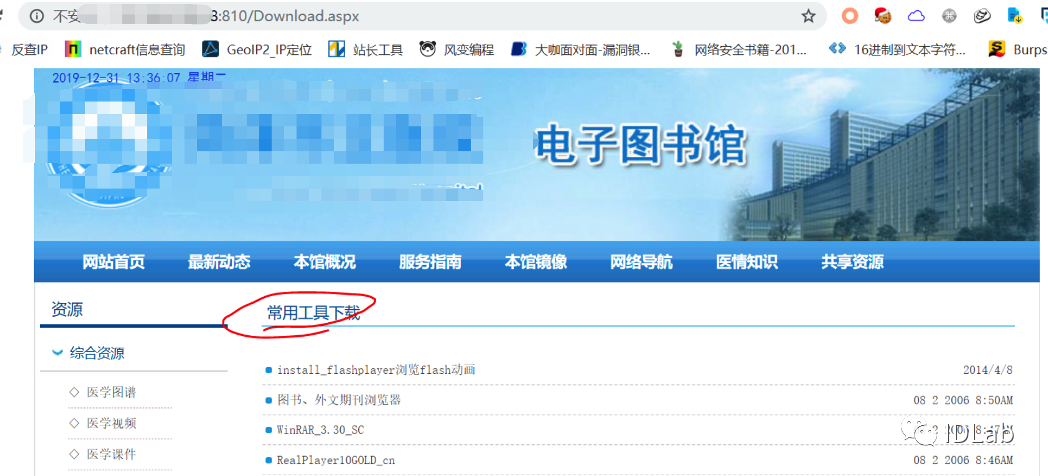 不安 8:810/Download.aspx
反查IP netcraft信息查询 GeoIP2_IP定位 站长工具 风变编程 大咖面对面-漏洞银... 网络安全书籍-201... 16进制到文本字符... Burps
2019-12-31 13:36:07 星期二
电子图书馆
网站首页 最新动态 本馆概况 服务指南 本馆镜像 网络导航 医情知识 共享资源
资源
常用工具下载
综合资源
医学图谱
医学视频
医学课件
install_flashplayer浏览flash动画 2014/4/8
图书、外文期刊浏览器 08 2 2006 8:50AM
WinRAR_3.30_SC 2 2006 8:47AM
RealPlayer10GOLD_cn 08 2 2006 8:46AM
IDLab